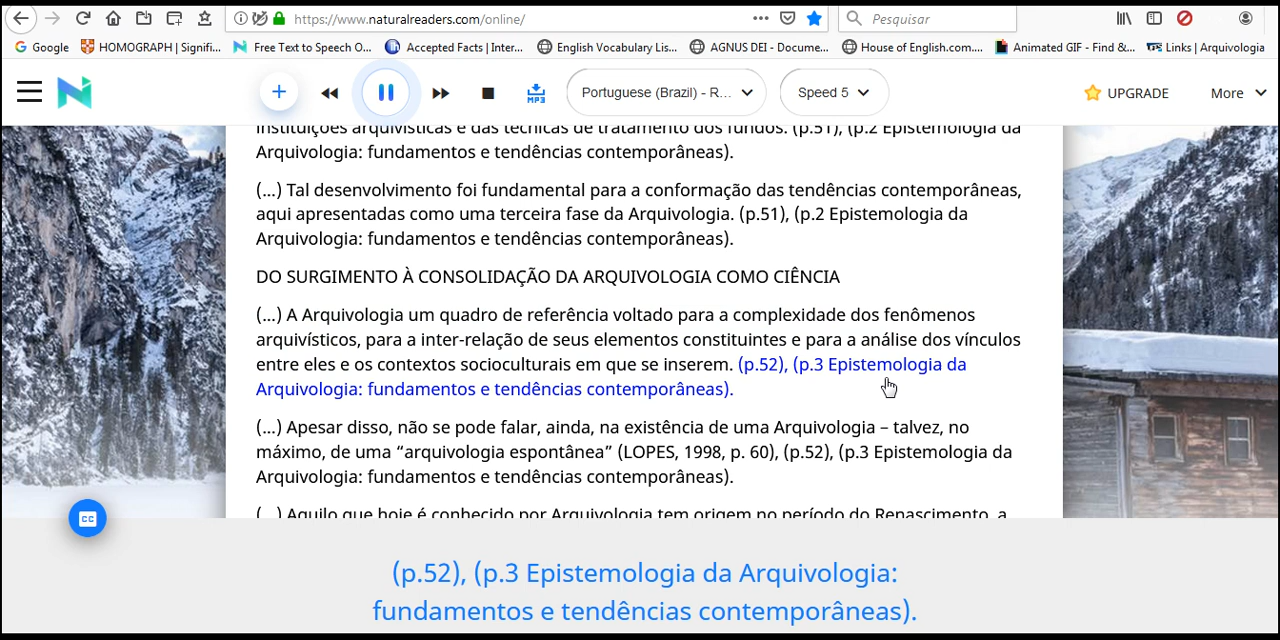 https://www.naturalreaders.com/online/
Pesquisar
Google
HOMOGRAPH | Signifi...
Free Text to Speech O...
Accepted Facts | Inter...
English Vocabulary Lis...
AGNUS DEI - Docume...
House of English.com....
Animated GIF - Find &...
Links | Arquivologia
MP3
Portuguese (Brazil) - R...
Speed 5
UPGRADE
More
instituições arquivísticas e das técnicas de tratamento dos fundos. (p.51), (p.2 Epistemologia da
Arquivologia: fundamentos e tendências contemporâneas).
(...) Tal desenvolvimento foi fundamental para a conformação das tendências contemporâneas,
aqui apresentadas como uma terceira fase da Arquivologia. (p.51), (p.2 Epistemologia da
Arquivologia: fundamentos e tendências contemporâneas).
DO SURGIMENTO À CONSOLIDAÇÃO DA ARQUIVOLOGIA COMO CIÊNCIA
(...) A Arquivologia um quadro de referência voltado para a complexidade dos fenômenos
arquivísticos, para a inter-relação de seus elementos constituintes e para a análise dos vínculos
entre eles e os contextos socioculturais em que se inserem. (p.52), (p.3 Epistemologia da
Arquivologia: fundamentos e tendências contemporâneas).
(...) Apesar disso, não se pode falar, ainda, na existência de uma Arquivologia – talvez, no
máximo, de uma “arquivologia espontânea” (LOPES, 1998, p. 60), (p.52), (p.3 Epistemologia da
Arquivologia: fundamentos e tendências contemporâneas).
(...) Aquilo que hoje é conhecido por Arquivologia tem origem no período do Renascimento, a
CC
(p.52), (p.3 Epistemologia da Arquivologia:
fundamentos e tendências contemporâneas).